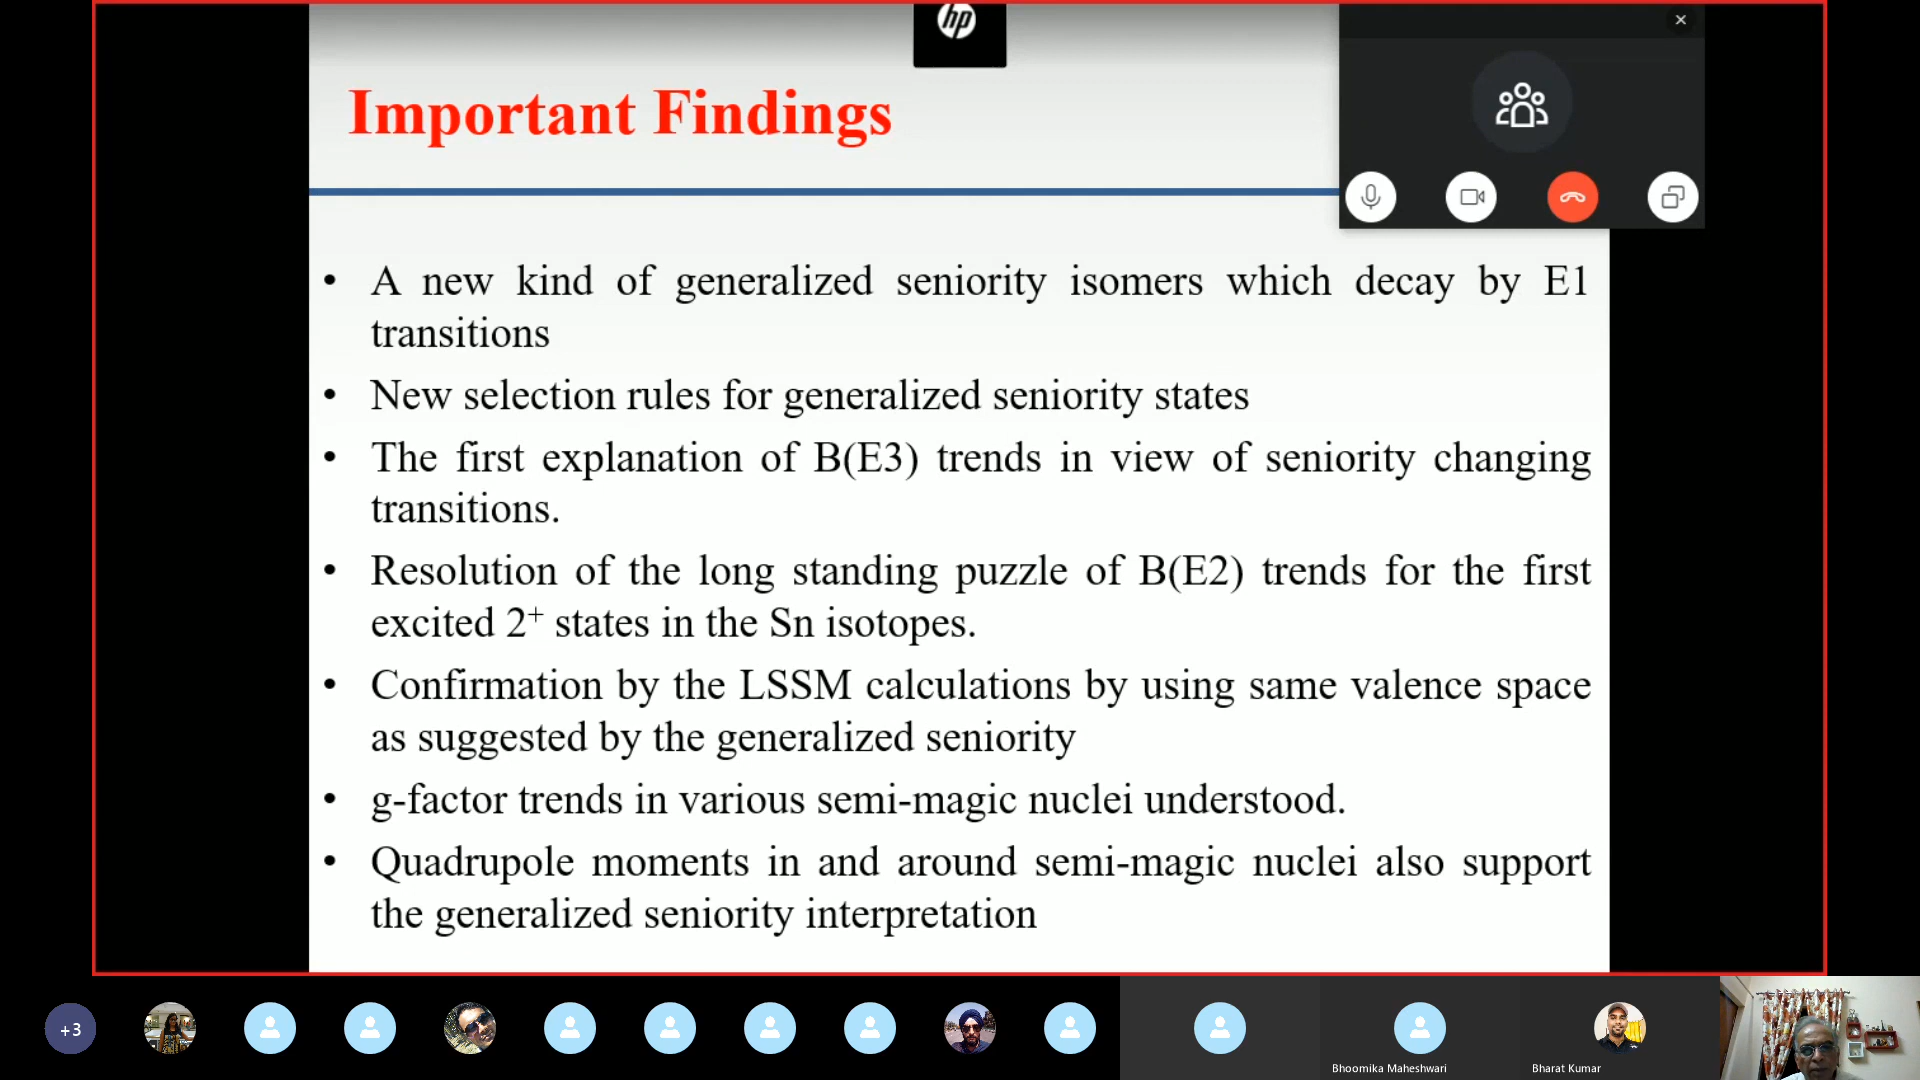 hp
Important Findings
• A new kind of generalized seniority isomers which decay by E1
transitions
• New selection rules for generalized seniority states
• The first explanation of B(E3) trends in view of seniority changing
transitions.
• Resolution of the long standing puzzle of B(E2) trends for the first
excited 2⁺ states in the Sn isotopes.
• Confirmation by the LSSM calculations by using same valence space
as suggested by the generalized seniority
• g-factor trends in various semi-magic nuclei understood.
• Quadrupole moments in and around semi-magic nuclei also support
the generalized seniority interpretation
+3
Bhoomika Maheshwari
Bharat Kumar